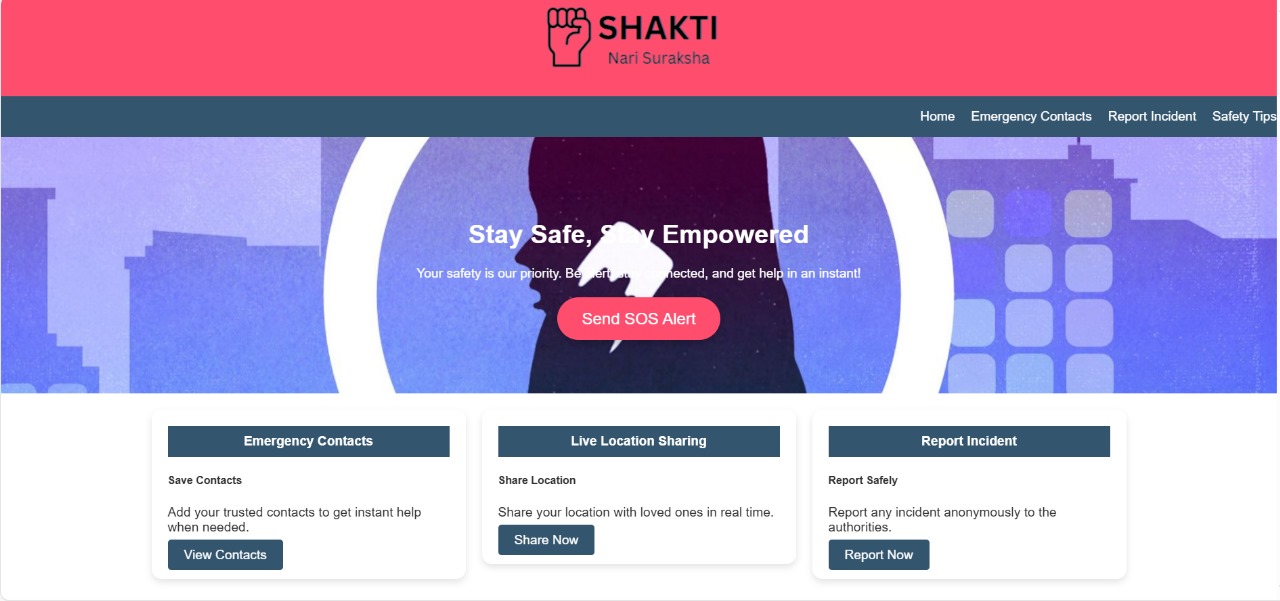 SHAKTI
Nari Suraksha
Home Emergency Contacts Report Incident Safety Tips
Stay Safe, Stay Empowered
Your safety is our priority. Be alert, stay connected, and get help in an instant!
Send SOS Alert
Emergency Contacts
Save Contacts
Add your trusted contacts to get instant help
when needed.
View Contacts
Live Location Sharing
Share Location
Share your location with loved ones in real time.
Share Now
Report Incident
Report Safely
Report any incident anonymously to the
authorities.
Report Now